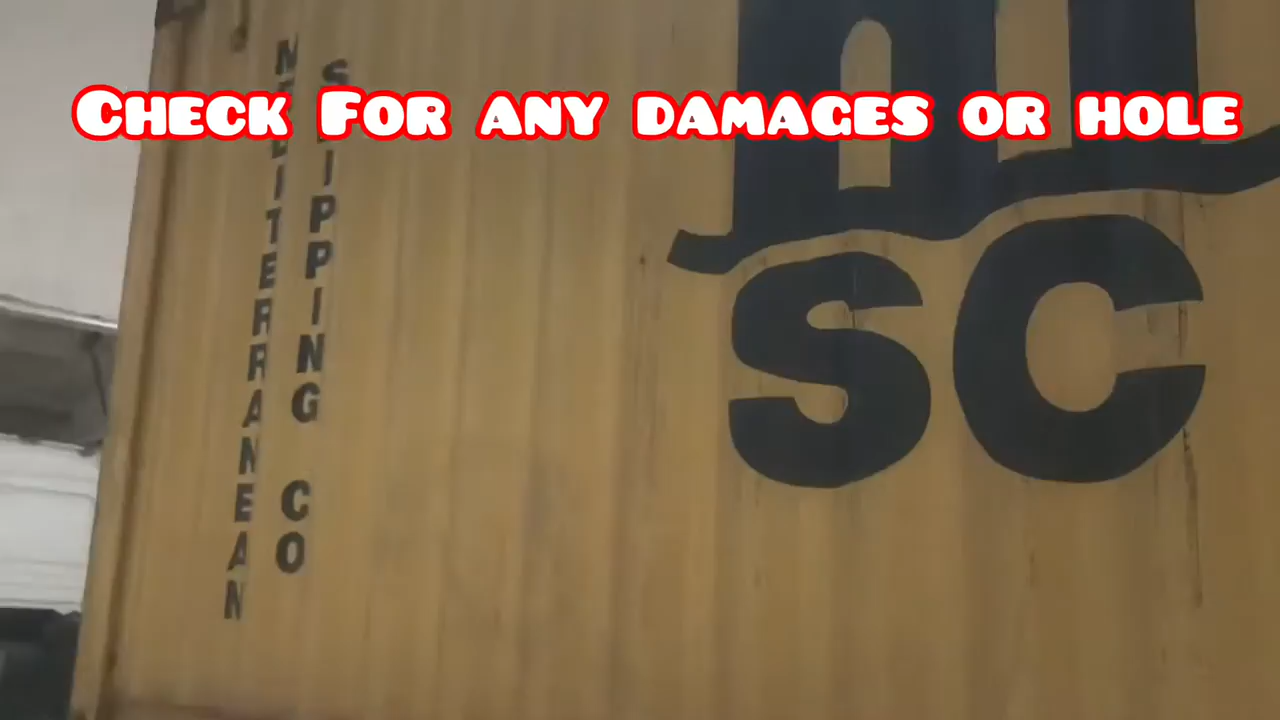 CHECK FOR ANY DAMAGES OR HOLE
MEDITERRANEAN
SHIPPING CO
m
SC